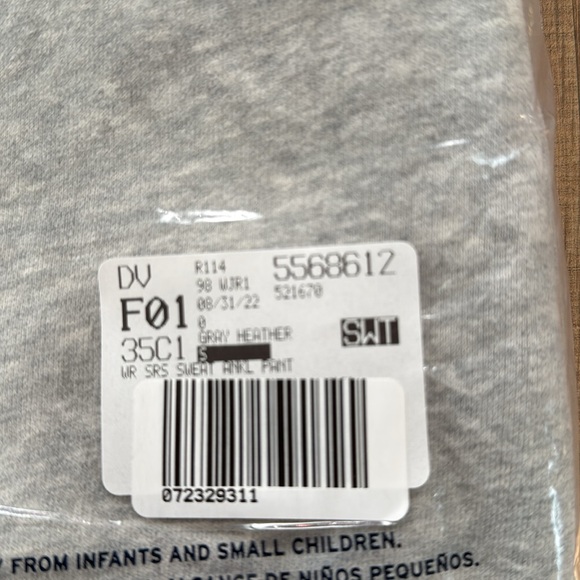 DV R114 5568612
98 WJR1 521670
F01 08/31/22
0
GRAY HEATHER SWT
35C1 S
WR SRS SWEAT ANKL PANT
072329311
FROM INFANTS AND SMALL CHILDREN.
DE NIÑOS PEQUEÑOS.